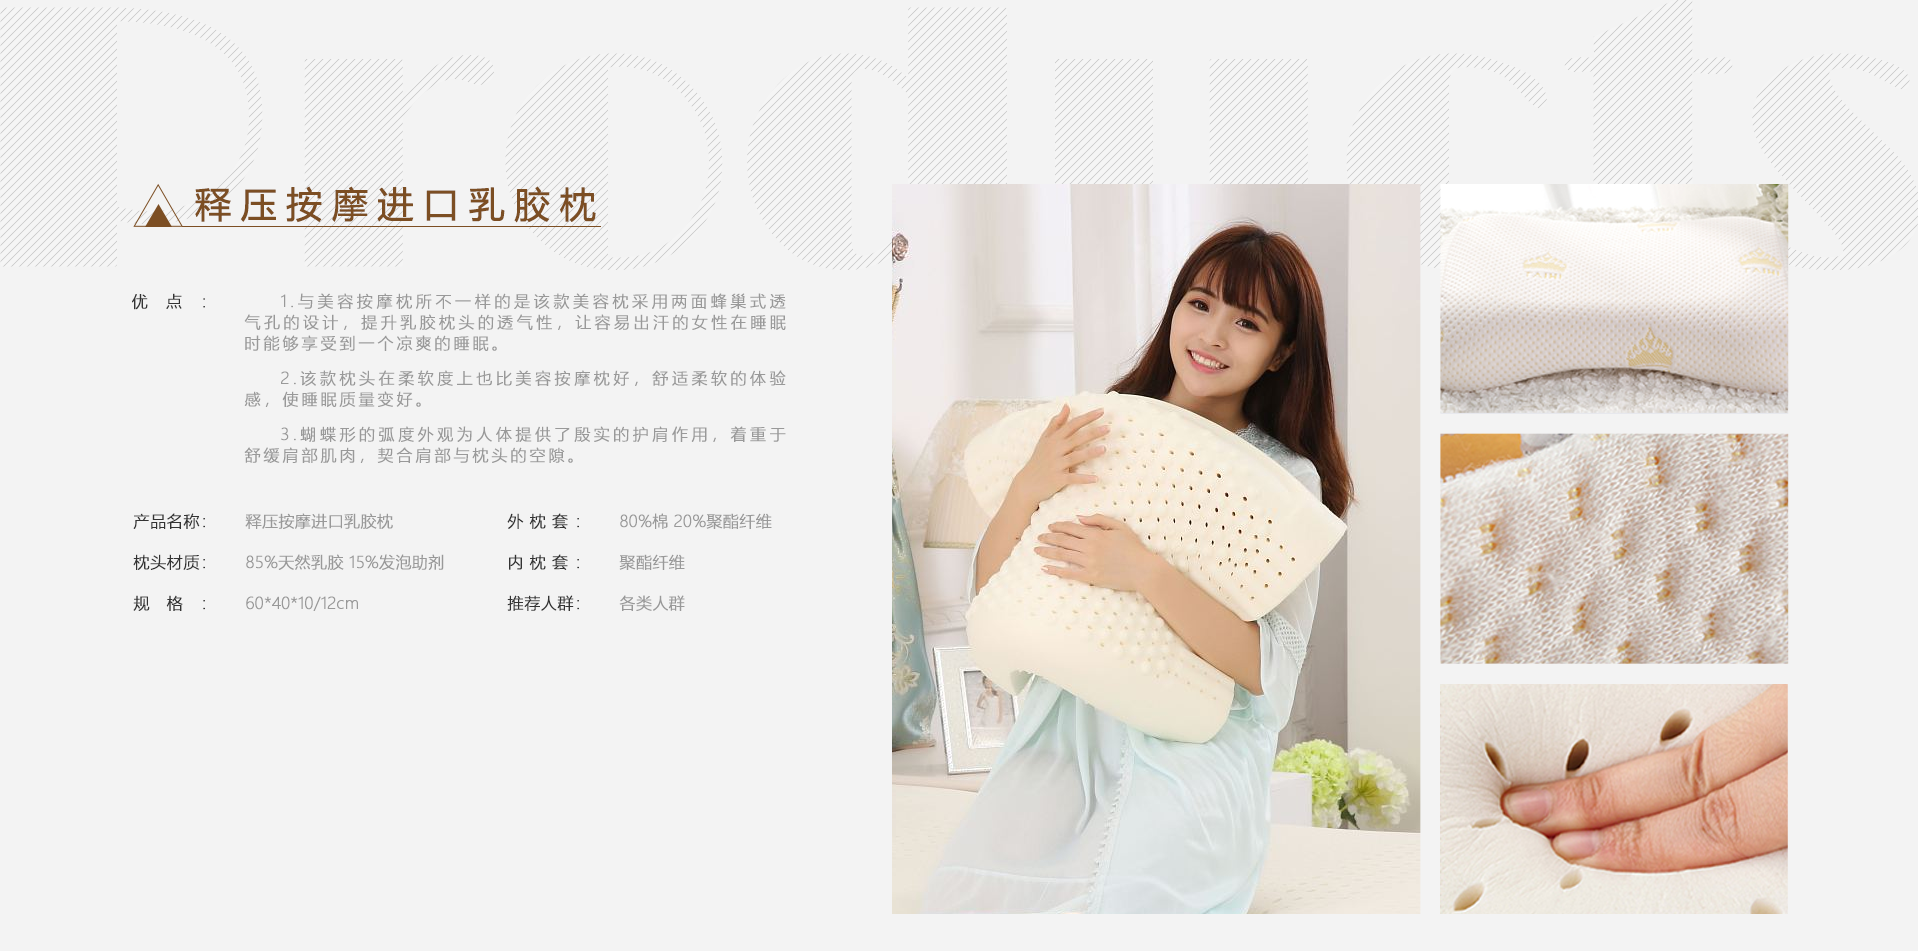 Products
释压按摩进口乳胶枕
优 点 :
1.与美容按摩枕所不一样的是该款美容枕采用两面蜂巢式透
气孔的设计，提升乳胶枕头的透气性，让容易出汗的女性在睡眠
时能够享受到一个凉爽的睡眠。
2.该款枕头在柔软度上也比美容按摩枕好，舒适柔软的体验
感，使睡眠质量变好。
3.蝴蝶形的弧度外观为人体提供了殷实的护肩作用，着重于
舒缓肩部肌肉，契合肩部与枕头的空隙。
产品名称: 释压按摩进口乳胶枕 外 枕 套 : 80%棉 20%聚酯纤维
枕头材质: 85%天然乳胶 15%发泡助剂 内 枕 套 : 聚酯纤维
规 格 : 60*40*10/12cm 推荐人群: 各类人群